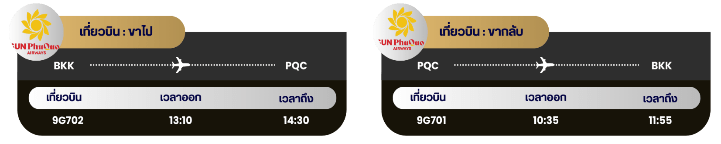 เที่ยวบิน : ขาไป
SUN PhuQuoc
AIRWAYS
BKK PQC
เที่ยวบิน เวลาออก เวลาถึง
9G702 13:10 14:30
เที่ยวบิน : ขากลับ
SUN PhuQuoc
AIRWAYS
PQC BKK
เที่ยวบิน เวลาออก เวลาถึง
9G701 10:35 11:55